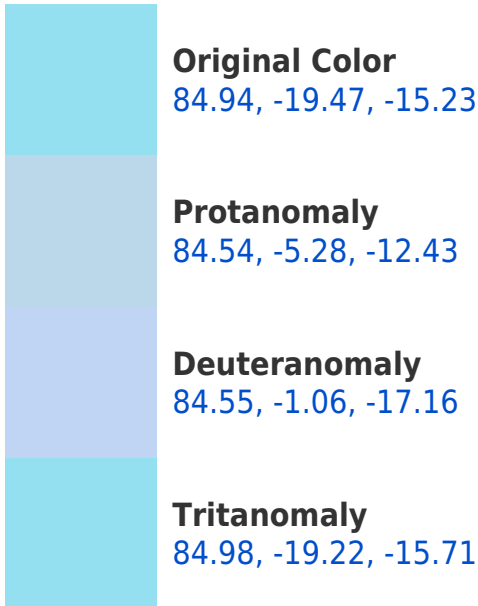 Original Color
84.94, -19.47, -15.23
Protanomaly
84.54, -5.28, -12.43
Deuteranomaly
84.55, -1.06, -17.16
Tritanomaly
84.98, -19.22, -15.71